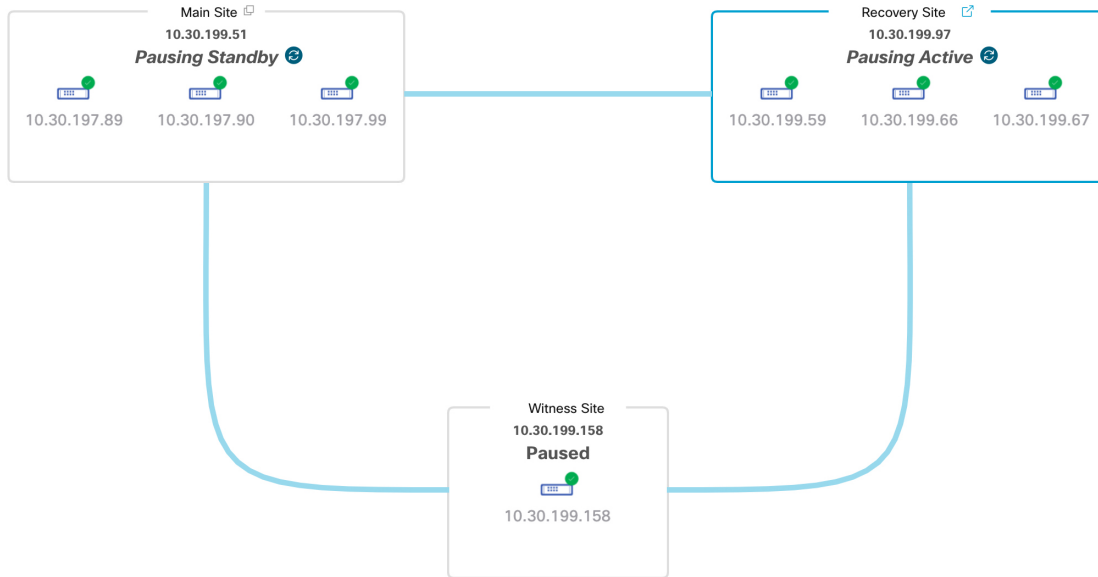 Main Site
10.30.199.51
Pausing Standby
10.30.197.89
10.30.197.90
10.30.197.99
Recovery Site
10.30.199.97
Pausing Active
10.30.199.59
10.30.199.66
10.30.199.67
Witness Site
10.30.199.158
Paused
10.30.199.158